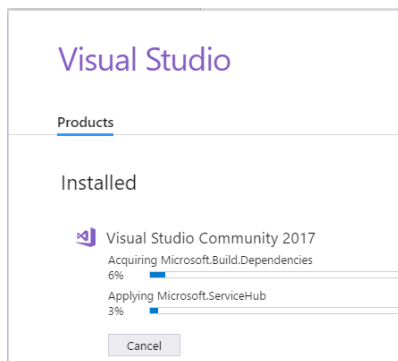 Visual Studio
Products
Installed
Visual Studio Community 2017
Acquiring Microsoft.Build.Dependencies
6%
Applying Microsoft.ServiceHub
3%
Cancel